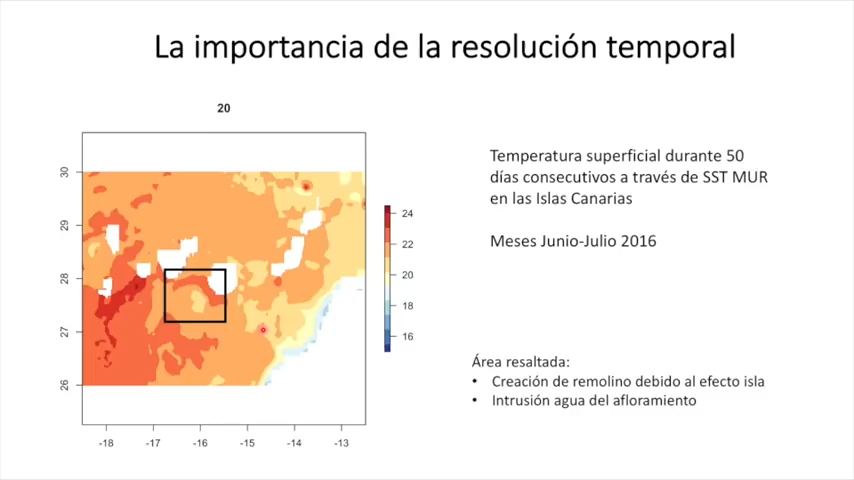 La importancia de la resolución temporal
20
30
29
28
27
26
-18
-17
-16
-15
-14
-13
24
22
20
18
16
Temperatura superficial durante 50
días consecutivos a través de SST MUR
en las Islas Canarias
Meses Junio-Julio 2016
Área resaltada:
• Creación de remolino debido al efecto isla
• Intrusión agua del afloramiento